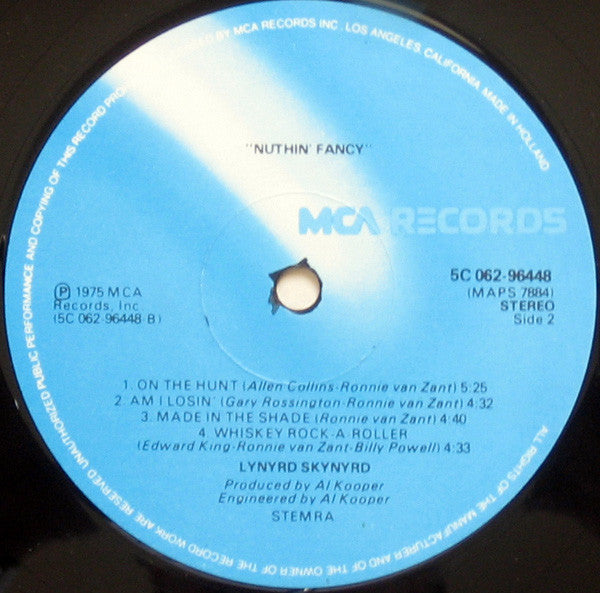 BY MCA RECORDS INC. LOS ANGELES, CALIFORNIA. MADE IN HOLLAND
"NUTHIN' FANCY"
MCA RECORDS
5C 062-96448
(MAPS 7884)
STEREO
Side 2
Ⓟ 1975 MCA
Records, Inc
(5C 062-96448-B)
1. ON THE HUNT (Allen Collins-Ronnie van Zant) 5:25
2. AM I LOSIN' (Gary Rossington-Ronnie van Zant) 4:32
3. MADE IN THE SHADE (Ronnie van Zant) 4:40
4. WHISKEY ROCK-A-ROLLER
(Edward King-Ronnie van Zant-Billy Powell) 4:33
LYNYRD SKYNYRD
Produced by Al Kooper
Engineered by Al Kooper
STEMRA
ALL RIGHTS OF THE MANUFACTURER AND OF THE OWNER OF THE RECORD WORK ARE RESERVED UNAUTHORIZED PUBLIC PERFORMANCE AND COPYING OF THIS RECORD